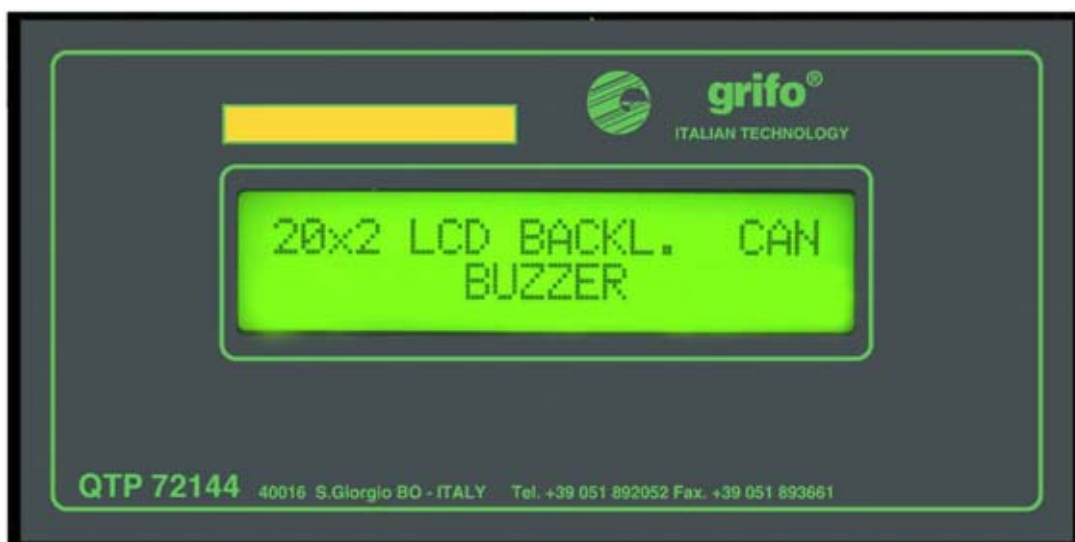 grifo®
ITALIAN TECHNOLOGY
20x2 LCD BACKL. CAN
BUZZER
QTP 72144 40016 S.Giorgio BO - ITALY Tel. +39 051 892052 Fax. +39 051 893661